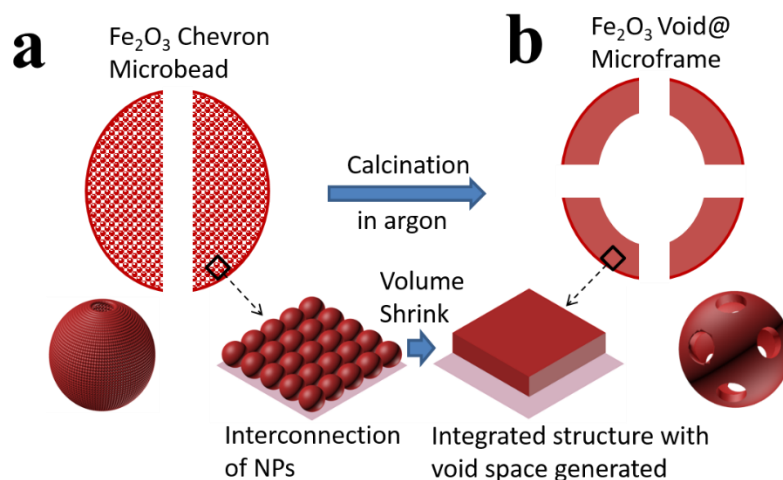 a
Fe₂O₃ Chevron
Microbead
b
Fe₂O₃ Void@
Microframe
Calcination
in argon
Volume
Shrink
Interconnection
of NPs
Integrated structure with
void space generated